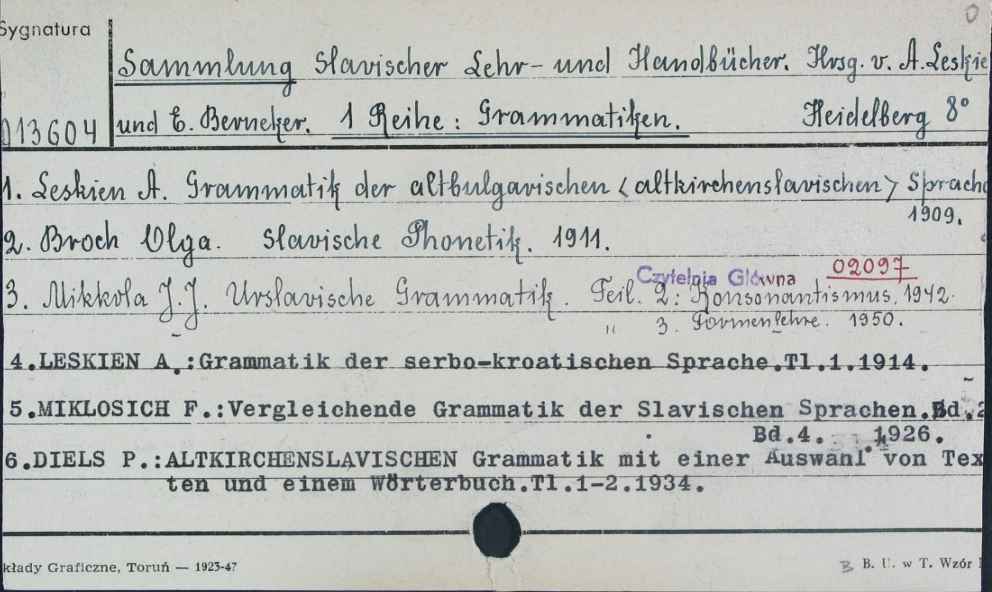 Sygnatura
0
Sammlung Slavischer Lehr- und Handbücher. Hrsg. v. A. Leskie
013604 und E. Berneker. 1 Reihe: Grammatiken. Heidelberg 8°
1. Leskien A. Grammatik der altbulgarischen <altkirchenslavischen> Sprache
1909.
2. Broch Olga. Slavische Phonetik. 1911.
Czytelnia Główna 02097
3. Mikkola J.J. Urslavische Grammatik. Teil. 2: Konsonantismus. 1942.
" 3. Formenlehre. 1950.
4.LESKIEN A.:Grammatik der serbo-kroatischen Sprache.Tl.1.1914.
5.MIKLOSICH F.:Vergleichende Grammatik der Slavischen Sprachen.Bd.2
Bd.4. 1926.
6.DIELS P.:ALTKIRCHENSLAVISCHEN Grammatik mit einer Auswahl von Tex
ten und einem Wörterbuch.Tl.1-2.1934.
kłady Graficzne, Toruń — 1923-47
B. U. w T. Wzór